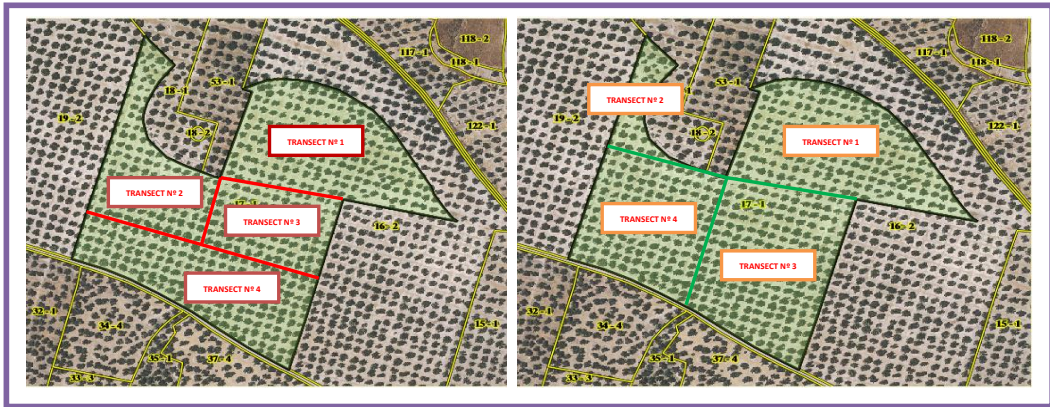 118 - 2
117 - 1
118 - 1
53 - 1
18 - 1
19 - 2
122 - 1
18 - 2
TRANSECT Nº 1
TRANSECT Nº 2
17 - 1
TRANSECT Nº 3
16 - 2
TRANSECT Nº 4
32 - 1
34 - 4
15 - 1
35 - 1
37 - 4
33 - 3
118 - 2
117 - 1
118 - 1
53 - 1
TRANSECT Nº 2
19 - 2
122 - 1
18 - 2
TRANSECT Nº 1
17 - 1
TRANSECT Nº 4
16 - 2
TRANSECT Nº 3
32 - 1
34 - 4
15 - 1
35 - 1
37 - 4
33 - 3